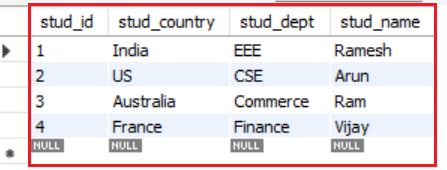 stud_id stud_country stud_dept stud_name
1 India EEE Ramesh
2 US CSE Arun
3 Australia Commerce Ram
4 France Finance Vijay
NULL NULL NULL NULL